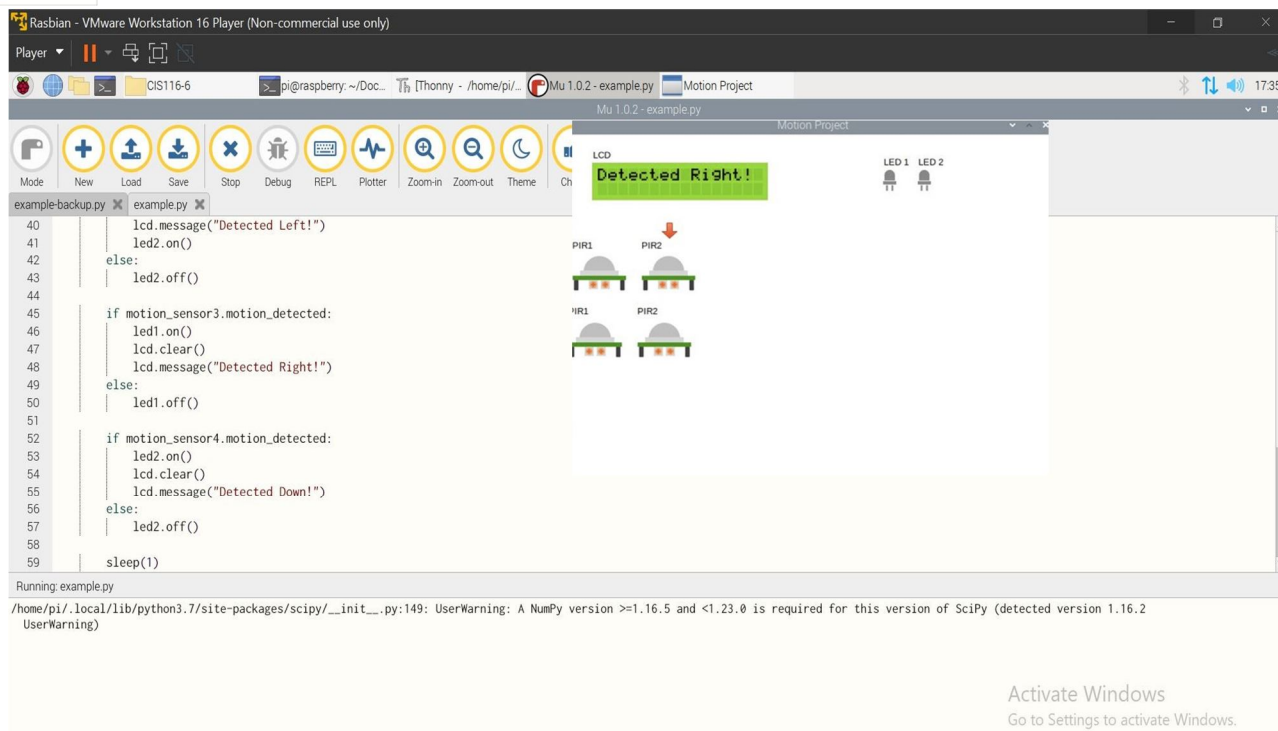 Rasbian - VMware Workstation 16 Player (Non-commercial use only)
Player
CIS116-6
pi@raspberry: ~/Doc...
[Thonny - /home/pi/...
Mu 1.0.2 - example.py
Motion Project
17:35
Mu 1.0.2 - example.py
Mode
New
Load
Save
Stop
Debug
REPL
Plotter
Zoom-in
Zoom-out
Theme
Ch
example-backup.py
example.py
40 lcd.message("Detected Left!")
41 led2.on()
42 else:
43 led2.off()
44
45 if motion_sensor3.motion_detected:
46 led1.on()
47 lcd.clear()
48 lcd.message("Detected Right!")
49 else:
50 led1.off()
51
52 if motion_sensor4.motion_detected:
53 led2.on()
54 lcd.clear()
55 lcd.message("Detected Down!")
56 else:
57 led2.off()
58
59 sleep(1)
Motion Project
LCD
Detected Right!
LED 1 LED 2
PIR1 PIR2
IR1 PIR2
Running: example.py
/home/pi/.local/lib/python3.7/site-packages/scipy/__init__.py:149: UserWarning: A NumPy version >=1.16.5 and <1.23.0 is required for this version of SciPy (detected version 1.16.2
UserWarning)
Activate Windows
Go to Settings to activate Windows.